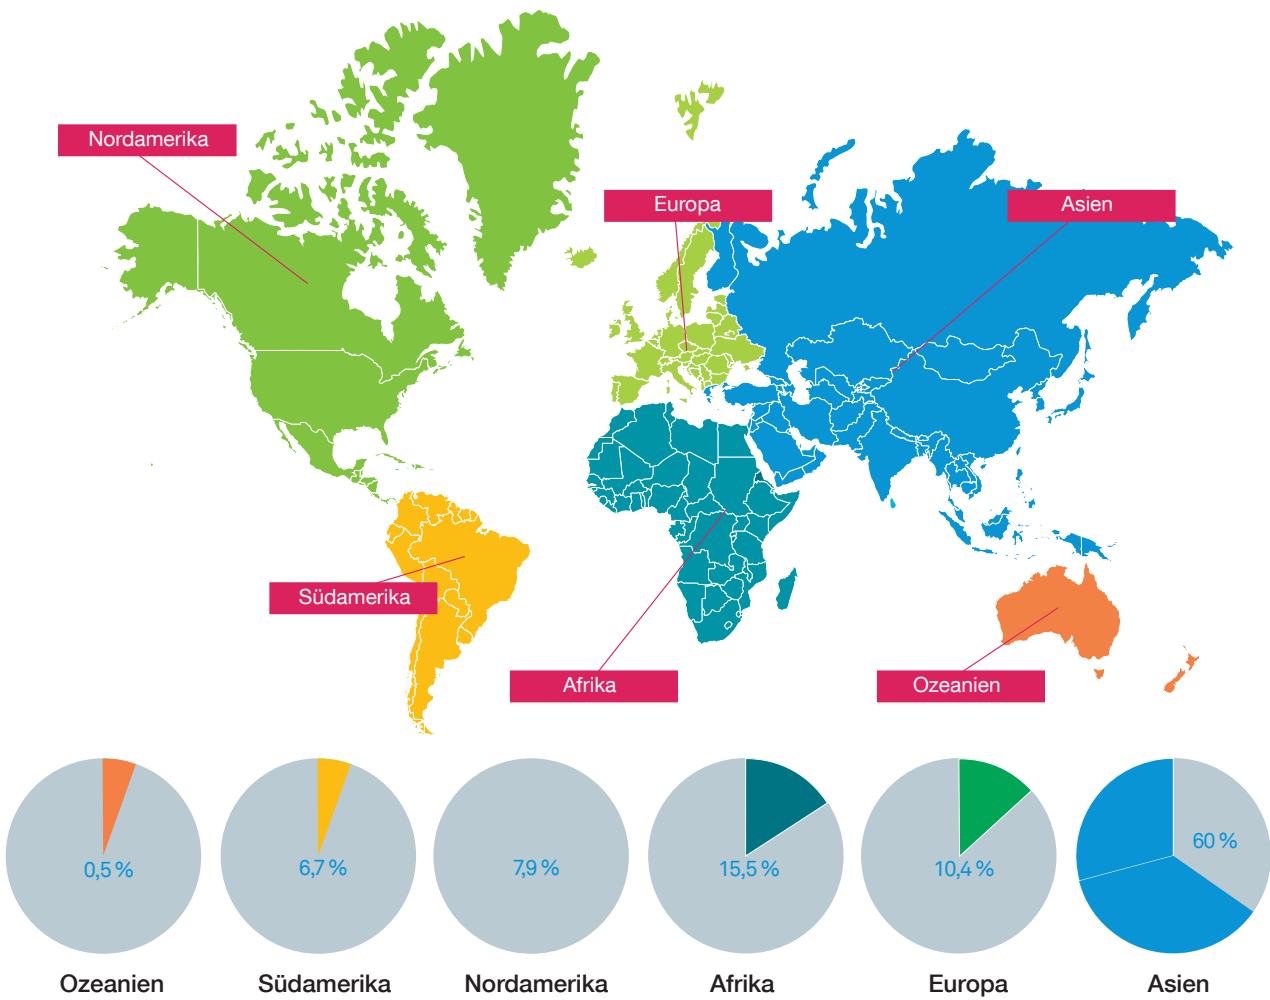 Nordamerika
Europa
Asien
Südamerika
Afrika
Ozeanien
0,5 %
6,7 %
7,9 %
15,5 %
10,4 %
60 %
Ozeanien
Südamerika
Nordamerika
Afrika
Europa
Asien